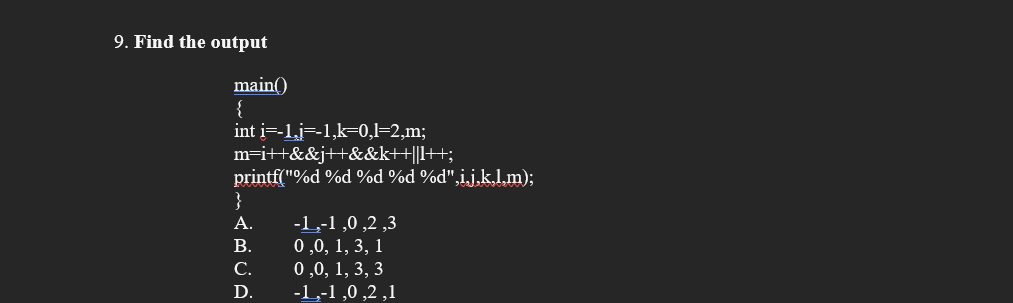 9. Find the output
main()
{
int i=-1,j=-1,k=0,l=2,m;
m=i++&&j++&&k++||l++;
printf("%d %d %d %d %d",i,j,k,l,m);
}
A. -1 ,-1 ,0 ,2 ,3
B. 0 ,0, 1, 3, 1
C. 0 ,0, 1, 3, 3
D. -1 ,-1 ,0 ,2 ,1